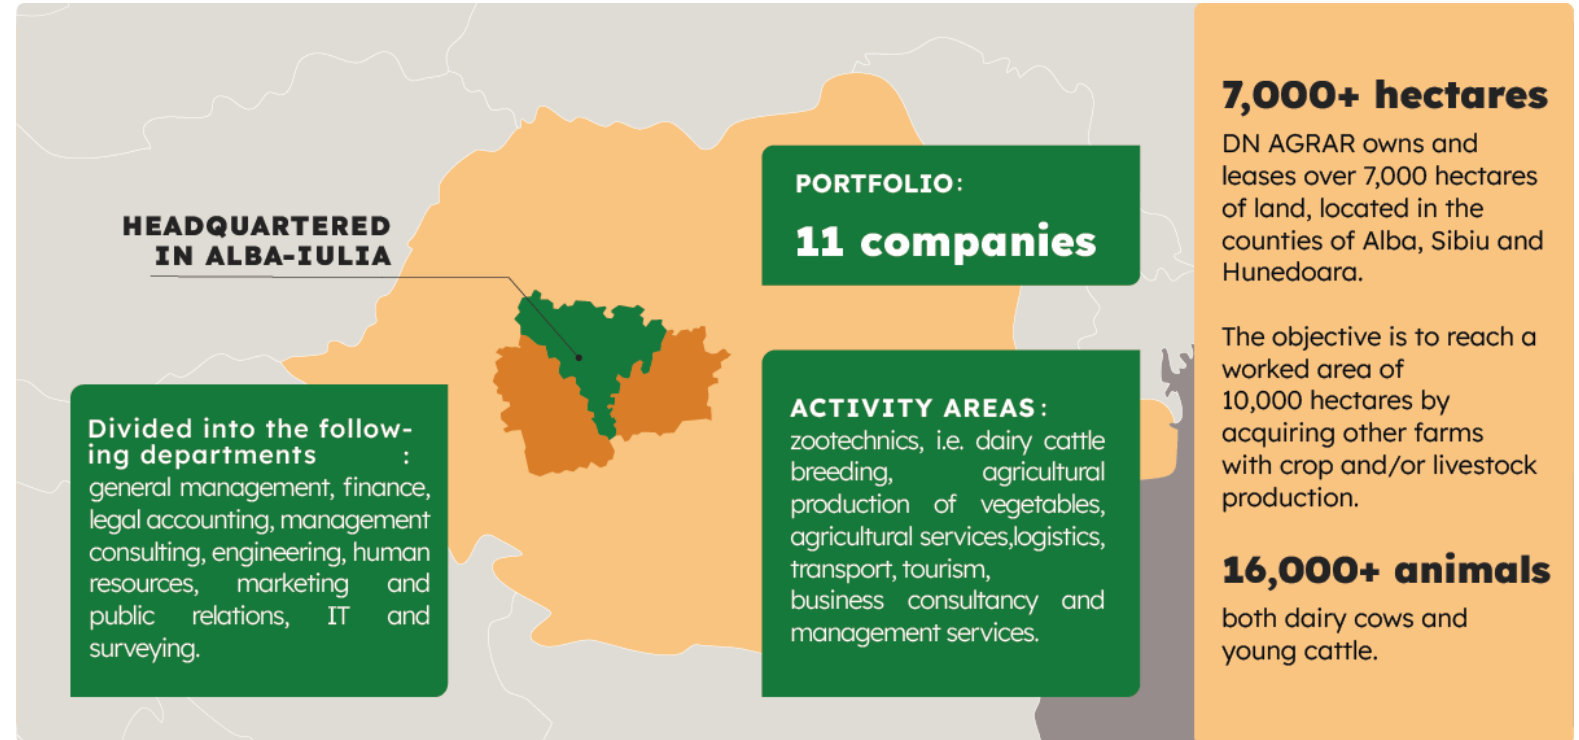 HEADQUARTERED
IN ALBA-IULIA
Divided into the follow-
ing departments :
general management, finance,
legal accounting, management
consulting, engineering, human
resources, marketing and
public relations, IT and
surveying.
PORTFOLIO:
11 companies
ACTIVITY AREAS:
zootechnics, i.e. dairy cattle
breeding, agricultural
production of vegetables,
agricultural services,logistics,
transport, tourism,
business consultancy and
management services.
7,000+ hectares
DN AGRAR owns and
leases over 7,000 hectares
of land, located in the
counties of Alba, Sibiu and
Hunedoara.
The objective is to reach a
worked area of
10,000 hectares by
acquiring other farms
with crop and/or livestock
production.
16,000+ animals
both dairy cows and
young cattle.